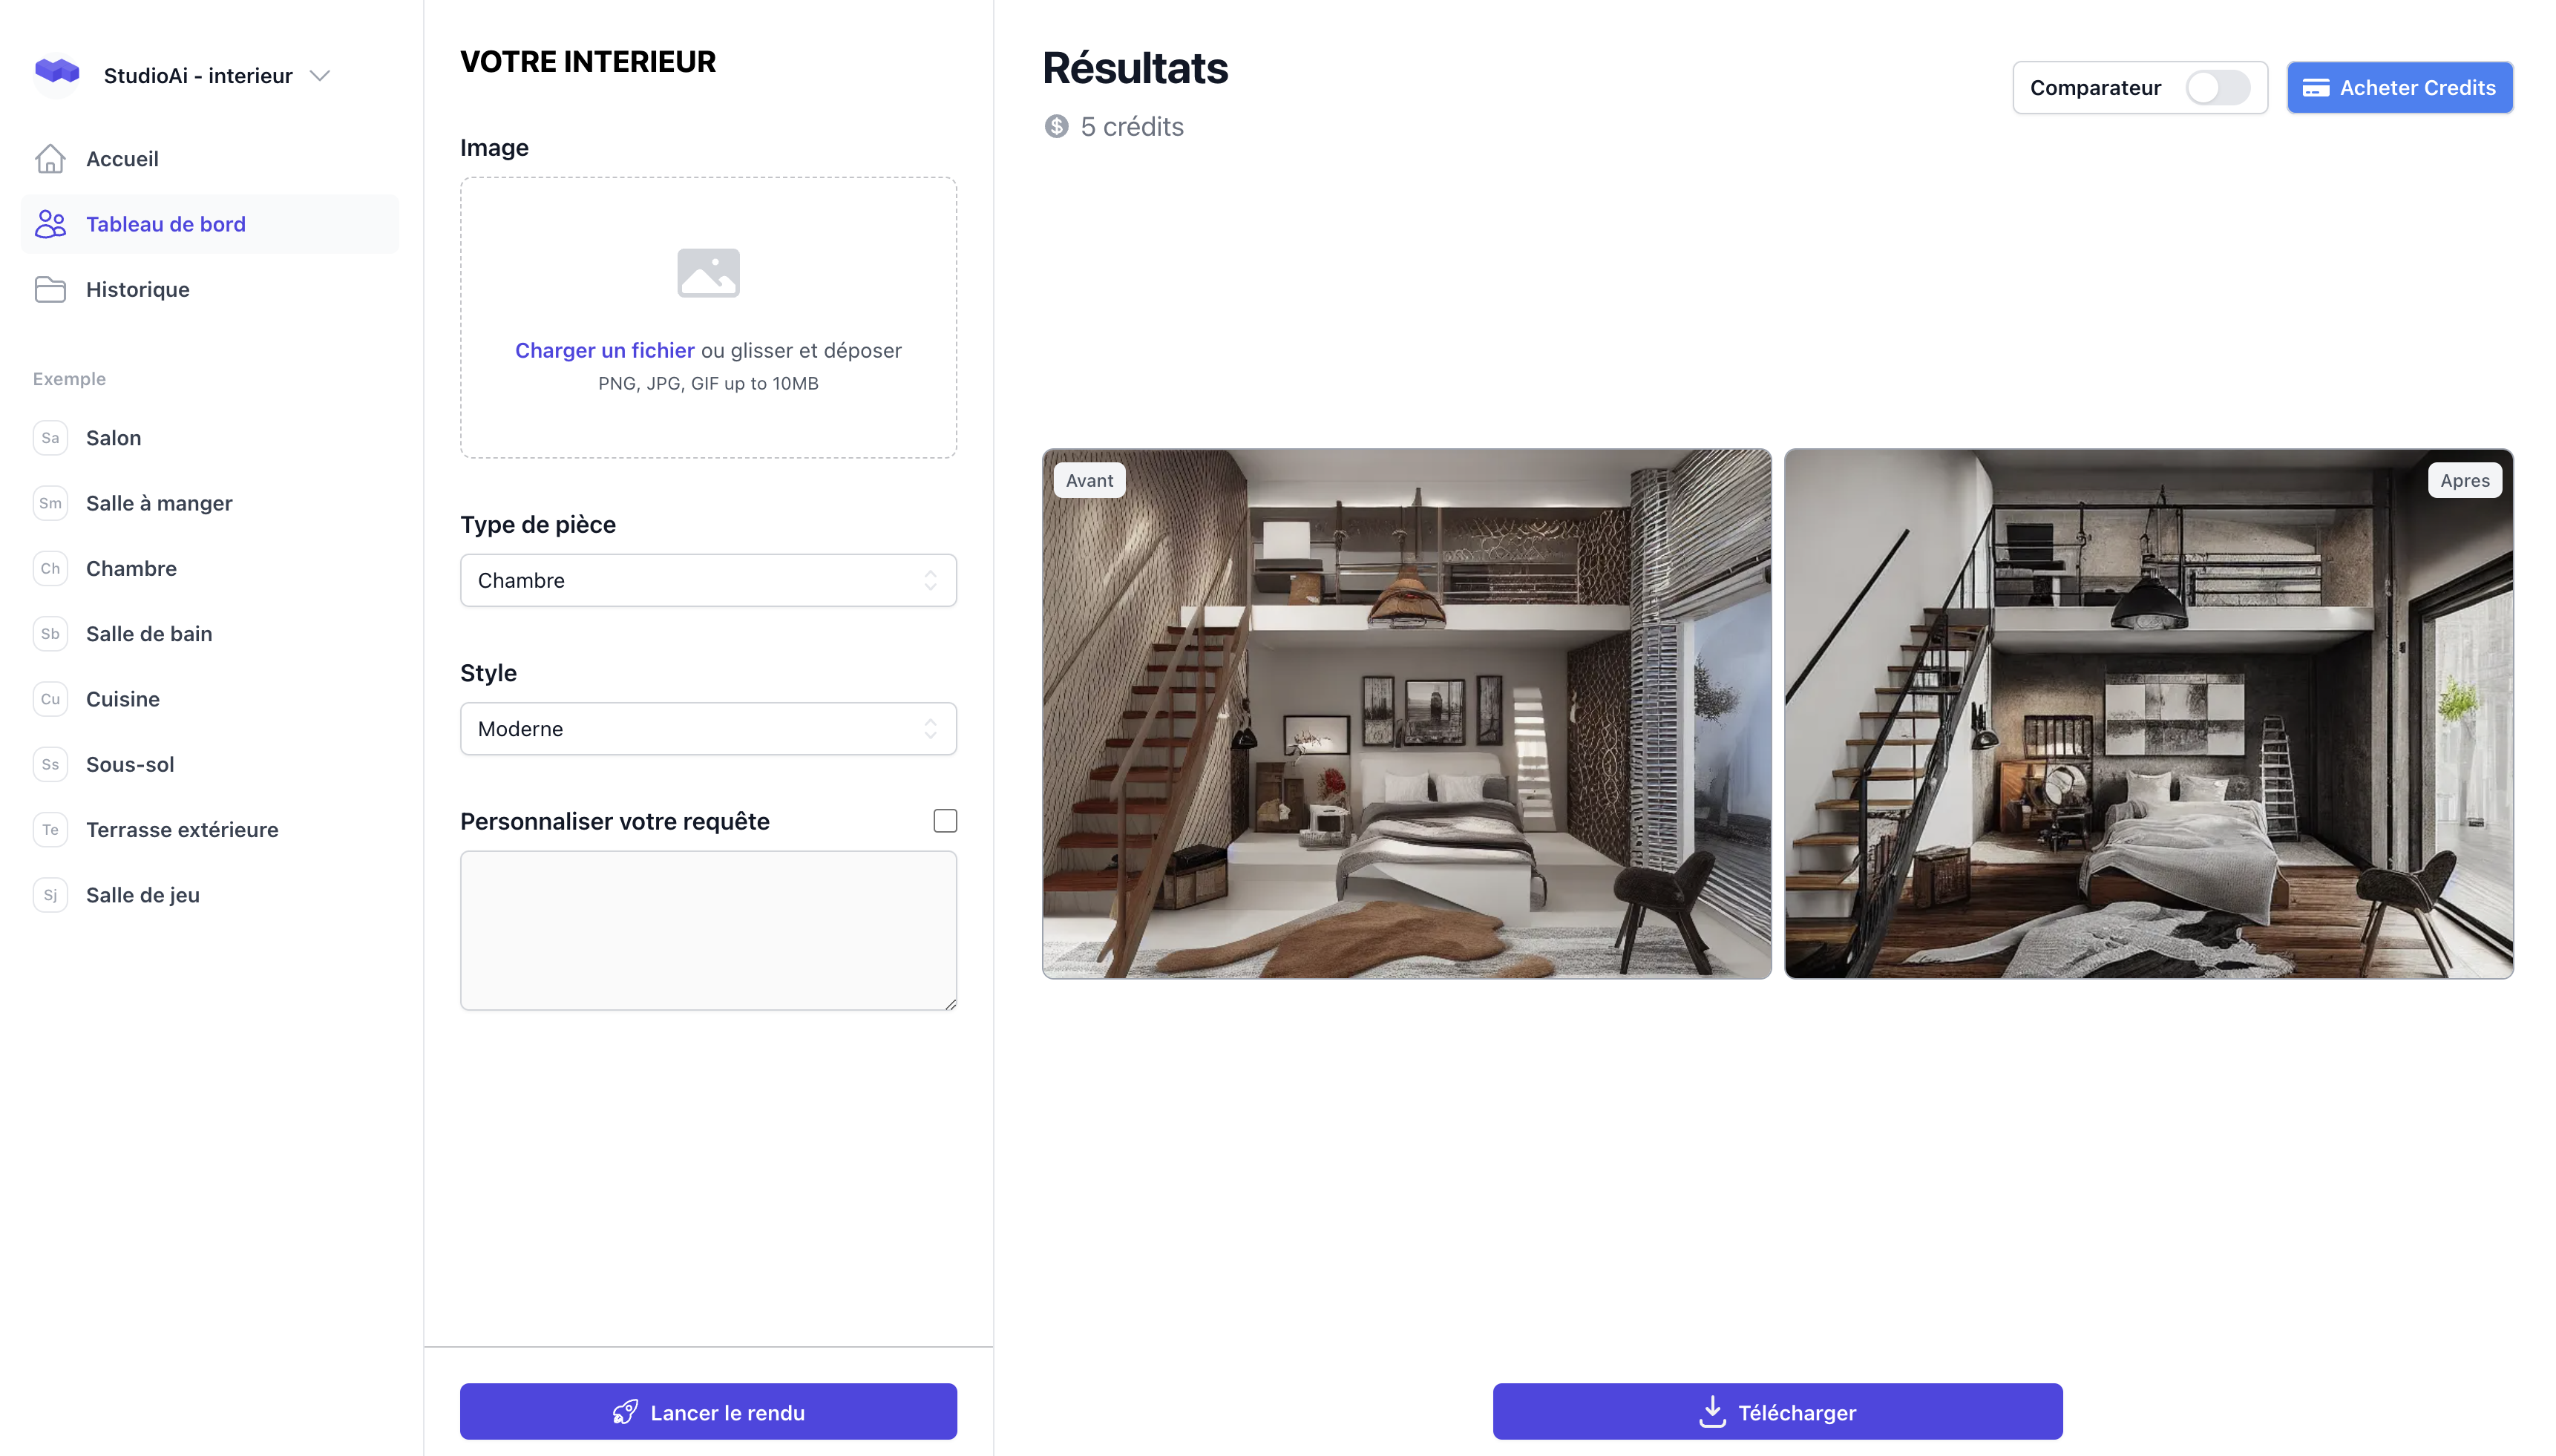 StudioAi - interieur
Accueil
Tableau de bord
Historique
Exemple
Sa Salon
Sm Salle à manger
Ch Chambre
Sb Salle de bain
Cu Cuisine
Ss Sous-sol
Te Terrasse extérieure
Sj Salle de jeu
VOTRE INTERIEUR
Image
Charger un fichier ou glisser et déposer
PNG, JPG, GIF up to 10MB
Type de pièce
Chambre
Style
Moderne
Personnaliser votre requête
Lancer le rendu
Résultats
5 crédits
Comparateur
Acheter Credits
Avant
Apres
Télécharger